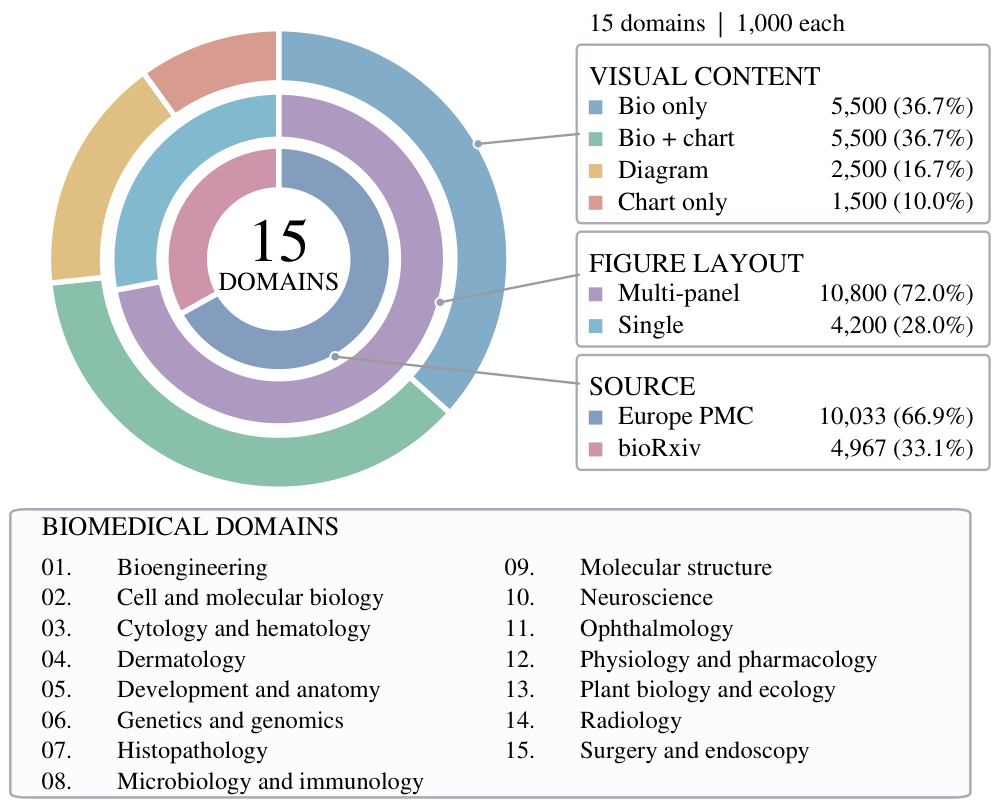 15 domains | 1,000 each
VISUAL CONTENT
Bio only 5,500 (36.7%)
Bio + chart 5,500 (36.7%)
Diagram 2,500 (16.7%)
Chart only 1,500 (10.0%)
15
DOMAINS
FIGURE LAYOUT
Multi-panel 10,800 (72.0%)
Single 4,200 (28.0%)
SOURCE
Europe PMC 10,033 (66.9%)
bioRxiv 4,967 (33.1%)
BIOMEDICAL DOMAINS
01. Bioengineering
02. Cell and molecular biology
03. Cytology and hematology
04. Dermatology
05. Development and anatomy
06. Genetics and genomics
07. Histopathology
08. Microbiology and immunology
09. Molecular structure
10. Neuroscience
11. Ophthalmology
12. Physiology and pharmacology
13. Plant biology and ecology
14. Radiology
15. Surgery and endoscopy